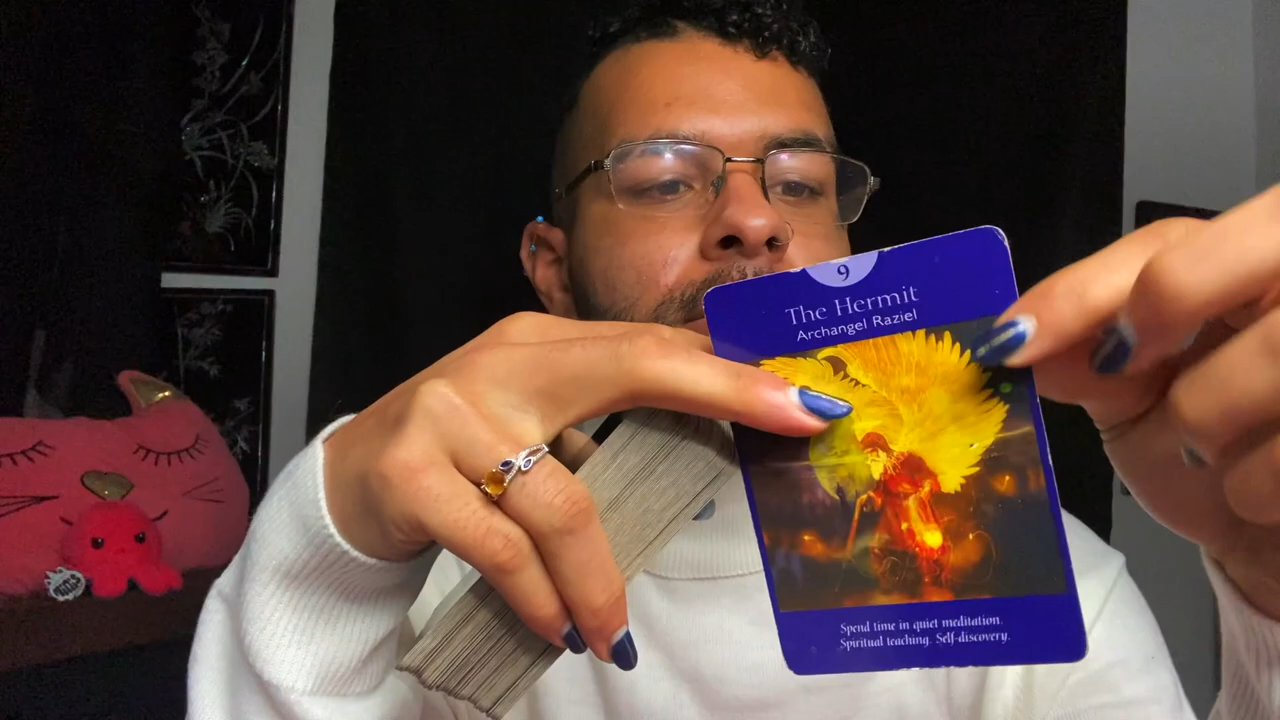 9
The Hermit
Archangel Raziel
Spend time in quiet meditation.
Spiritual teaching. Self-discovery.